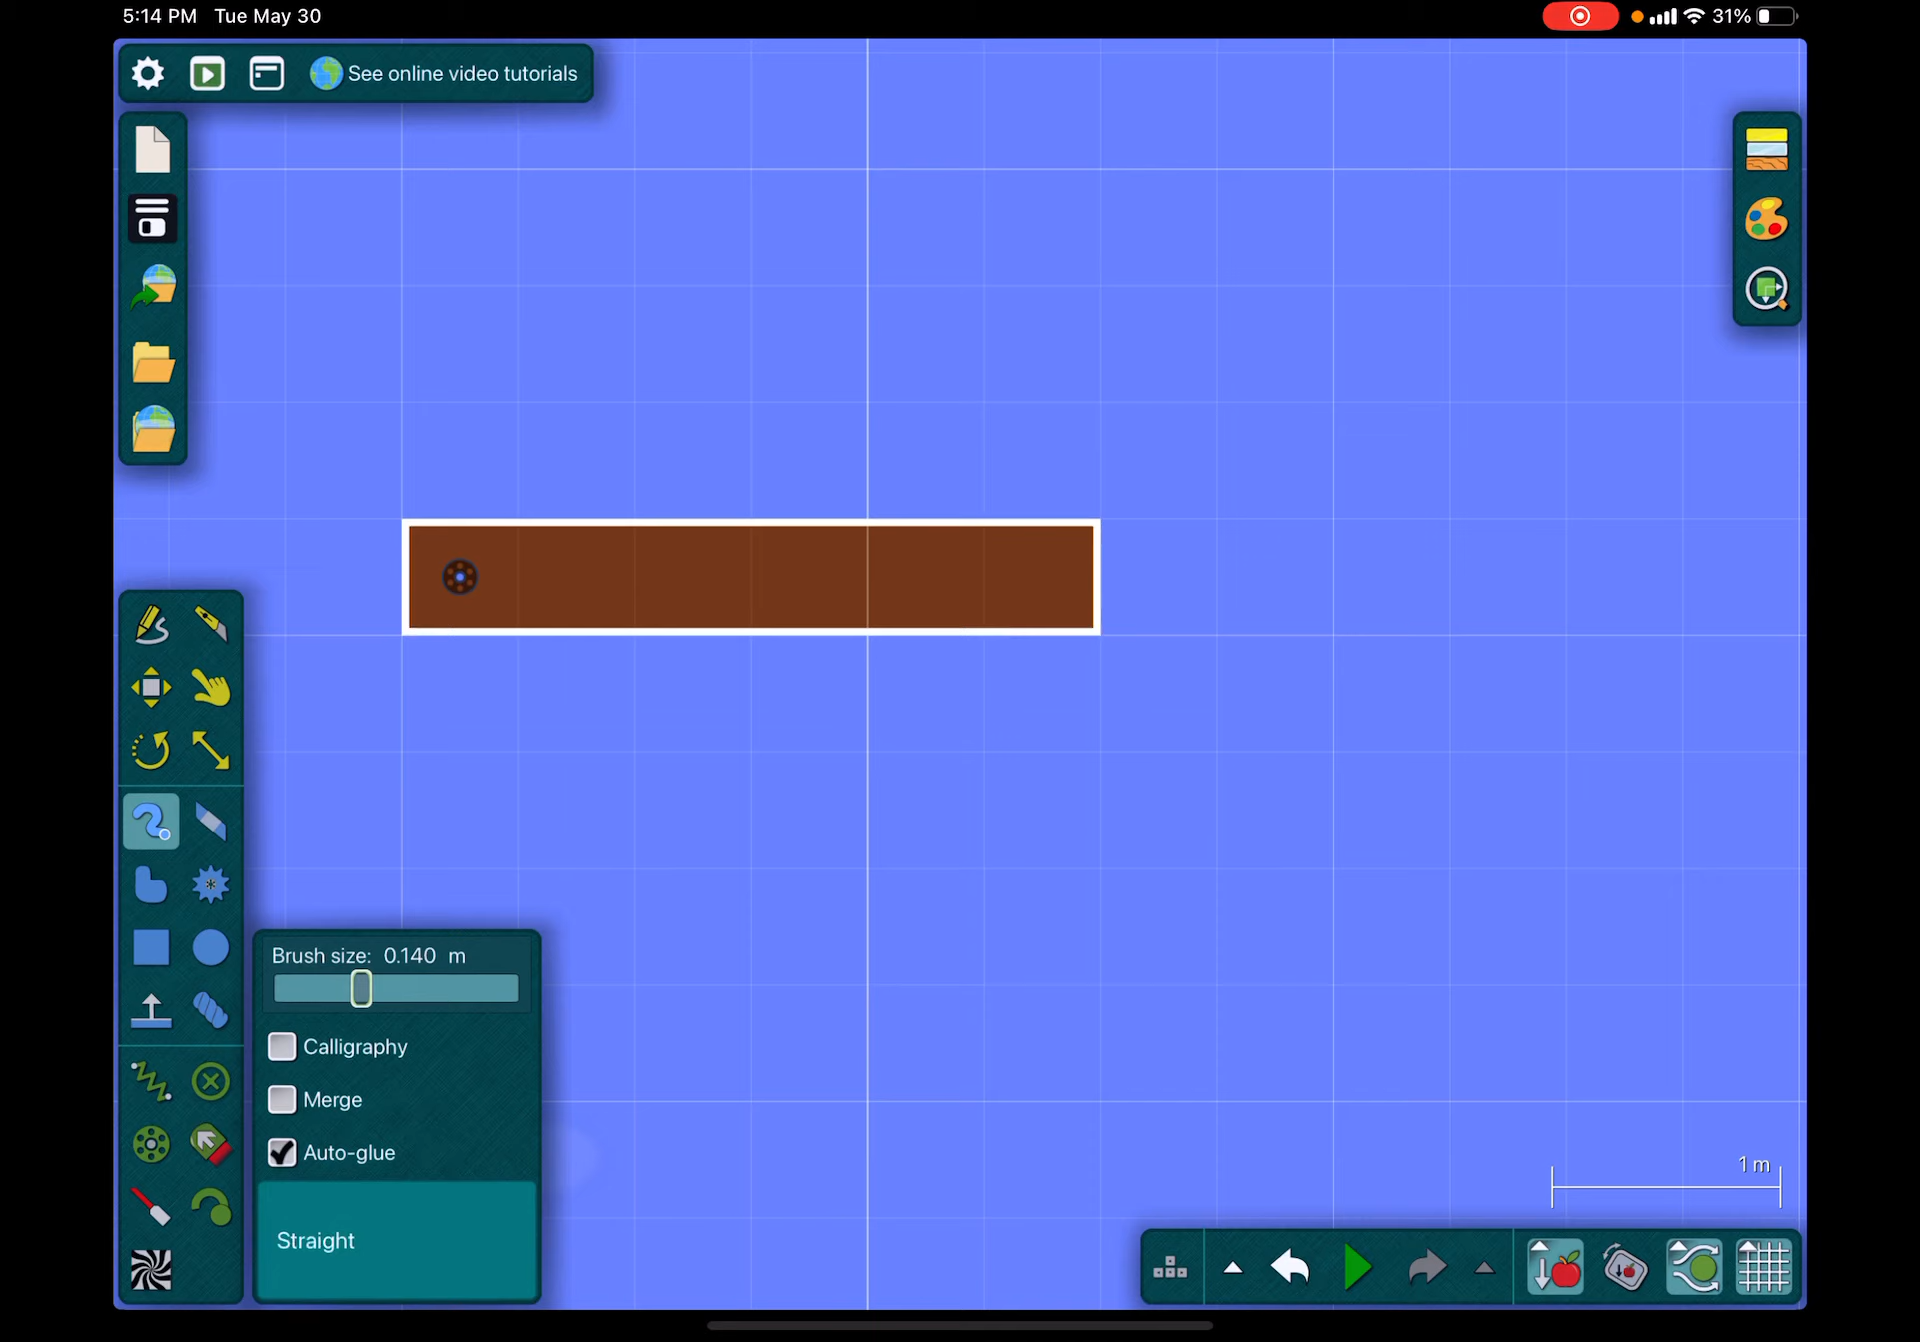 5:14 PM Tue May 30
31%
See online video tutorials
Brush size: 0.140 m
Calligraphy
Merge
Auto-glue
Straight
1 m